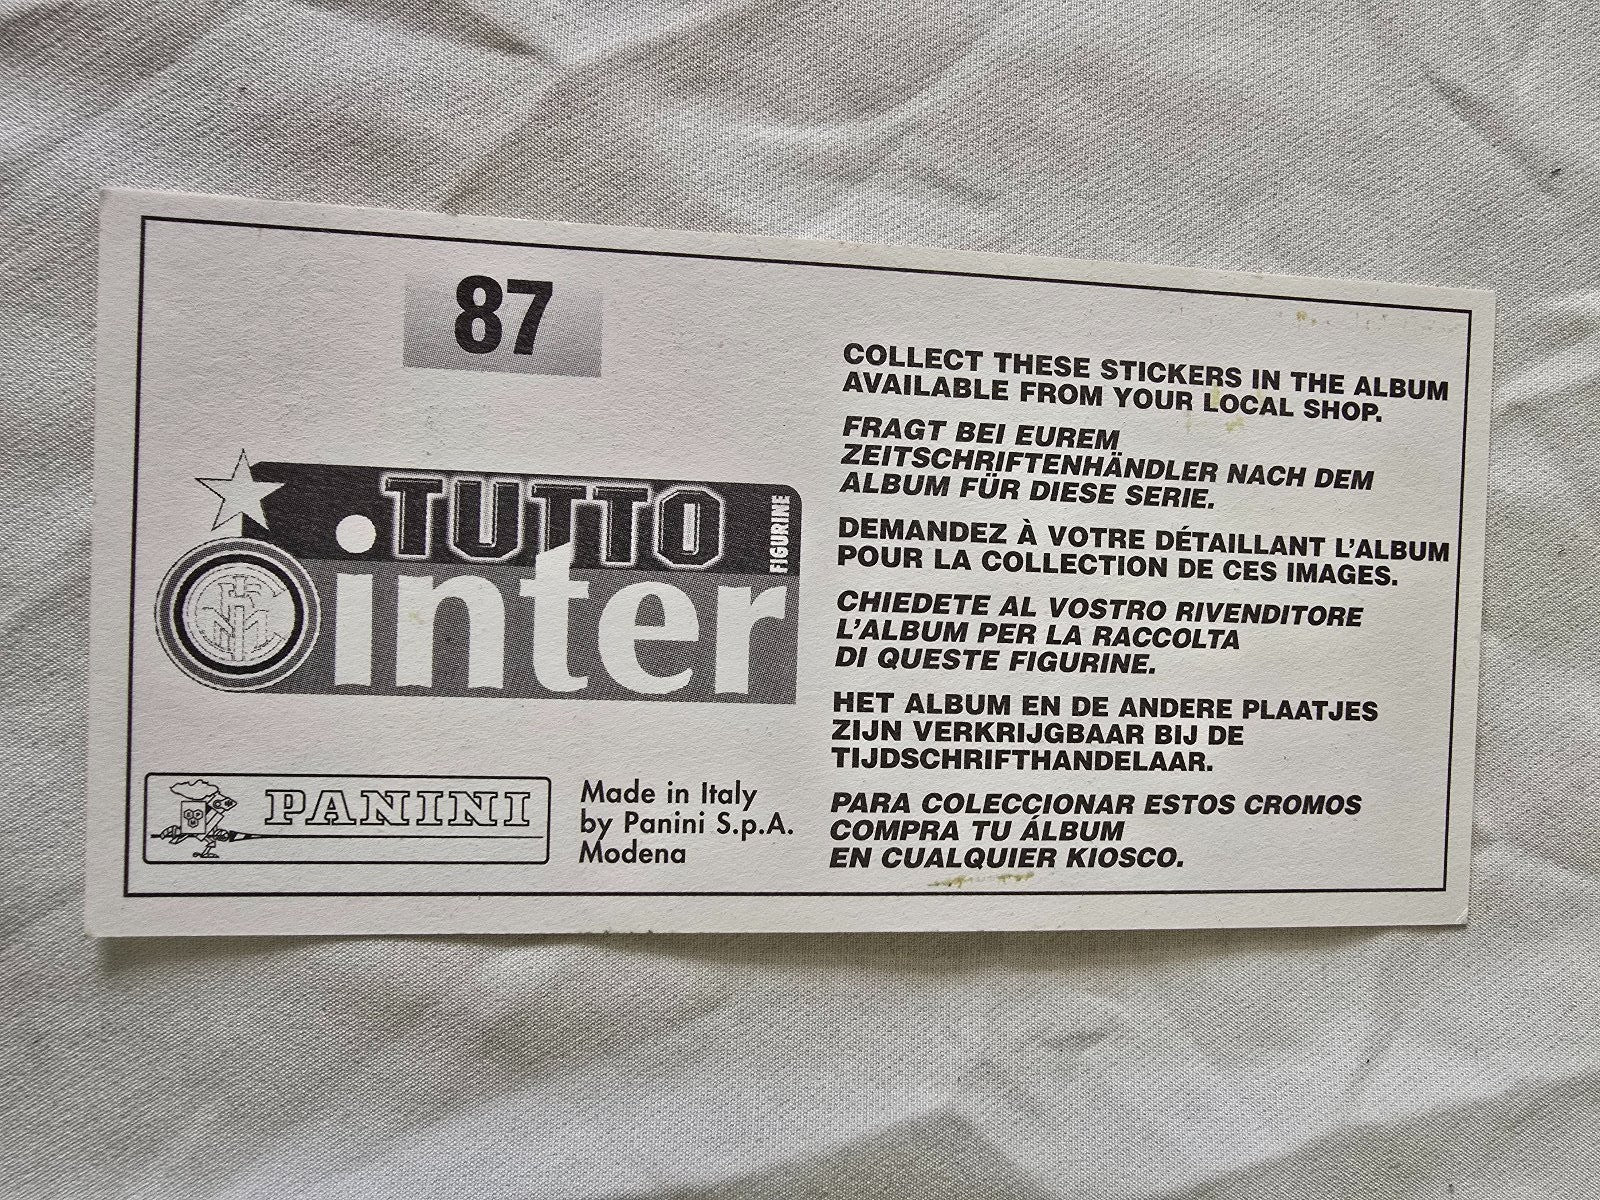 87
TUTTO
FIGURINE
inter
PANINI
Made in Italy
by Panini S.p.A.
Modena
COLLECT THESE STICKERS IN THE ALBUM
AVAILABLE FROM YOUR LOCAL SHOP.
FRAGT BEI EUREM
ZEITSCHRIFTENHÄNDLER NACH DEM
ALBUM FÜR DIESE SERIE.
DEMANDEZ À VOTRE DÉTAILLANT L'ALBUM
POUR LA COLLECTION DE CES IMAGES.
CHIEDETE AL VOSTRO RIVENDITORE
L'ALBUM PER LA RACCOLTA
DI QUESTE FIGURINE.
HET ALBUM EN DE ANDERE PLAATJES
ZIJN VERKRIJGBAAR BIJ DE
TIJDSCHRIFTHANDELAAR.
PARA COLECCIONAR ESTOS CROMOS
COMPRA TU ÁLBUM
EN CUALQUIER KIOSCO.